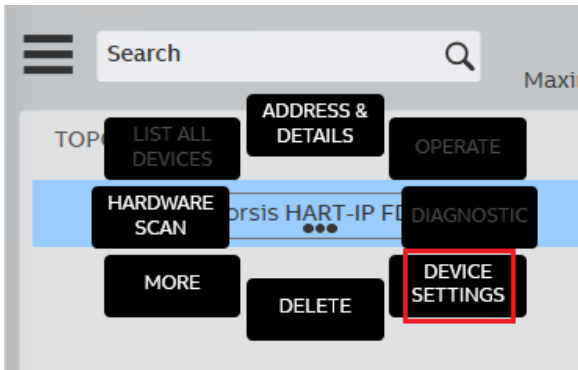 Search
Maxi
ADDRESS &
DETAILS
TOP
LIST ALL
DEVICES
OPERATE
HARDWARE
SCAN
orsis HART-IP F
DIAGNOSTIC
MORE
DELETE
DEVICE
SETTINGS